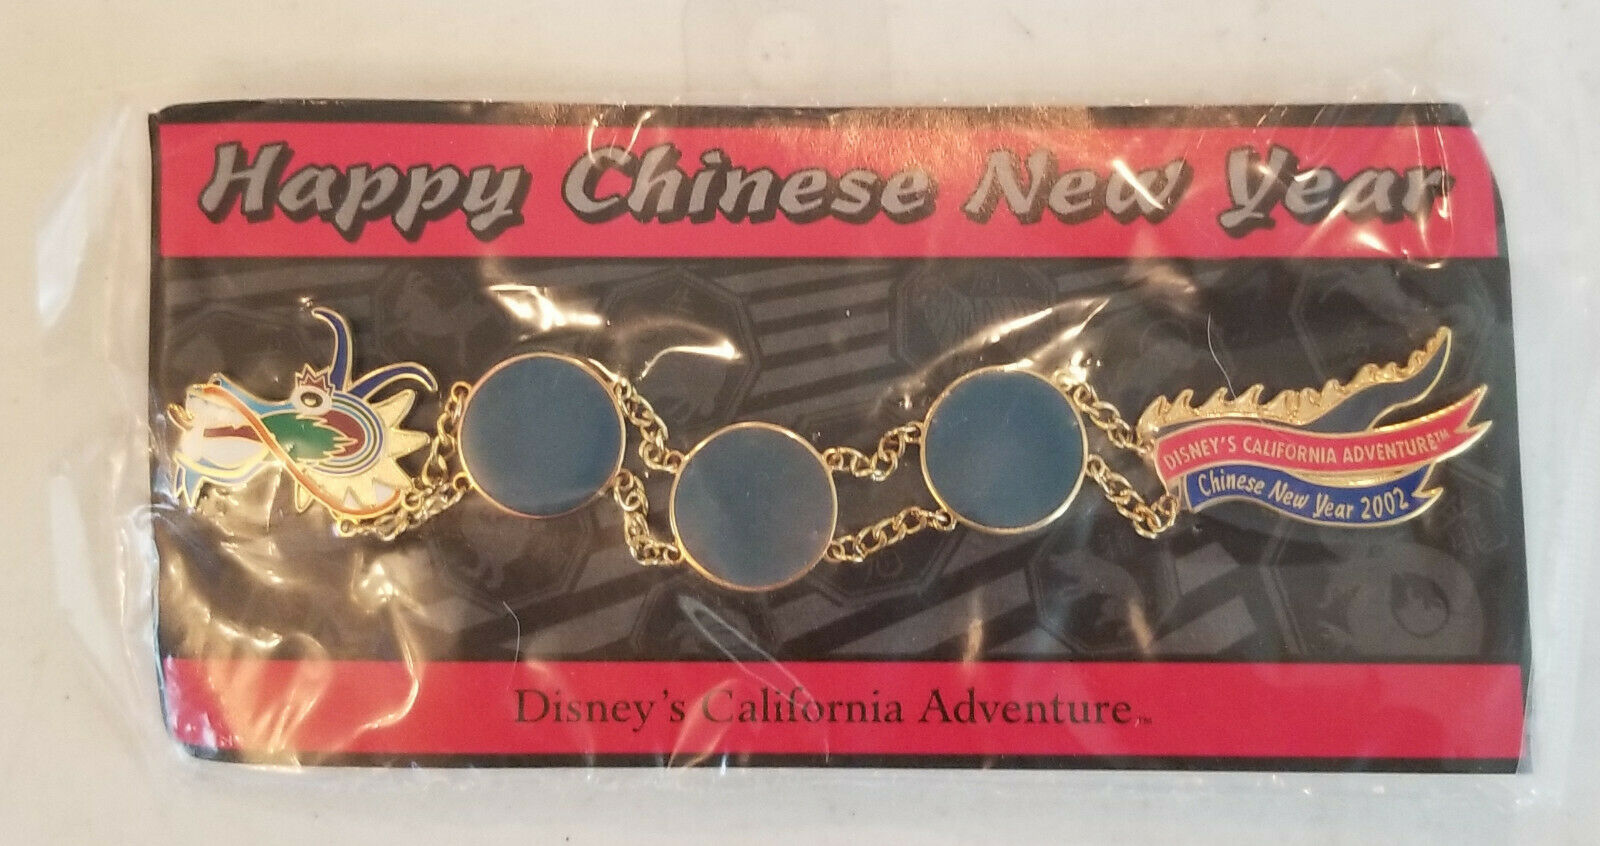 Happy Chinese New Year
DISNEY'S CALIFORNIA ADVENTURE™
Chinese New Year 2002
Disney's California Adventure™